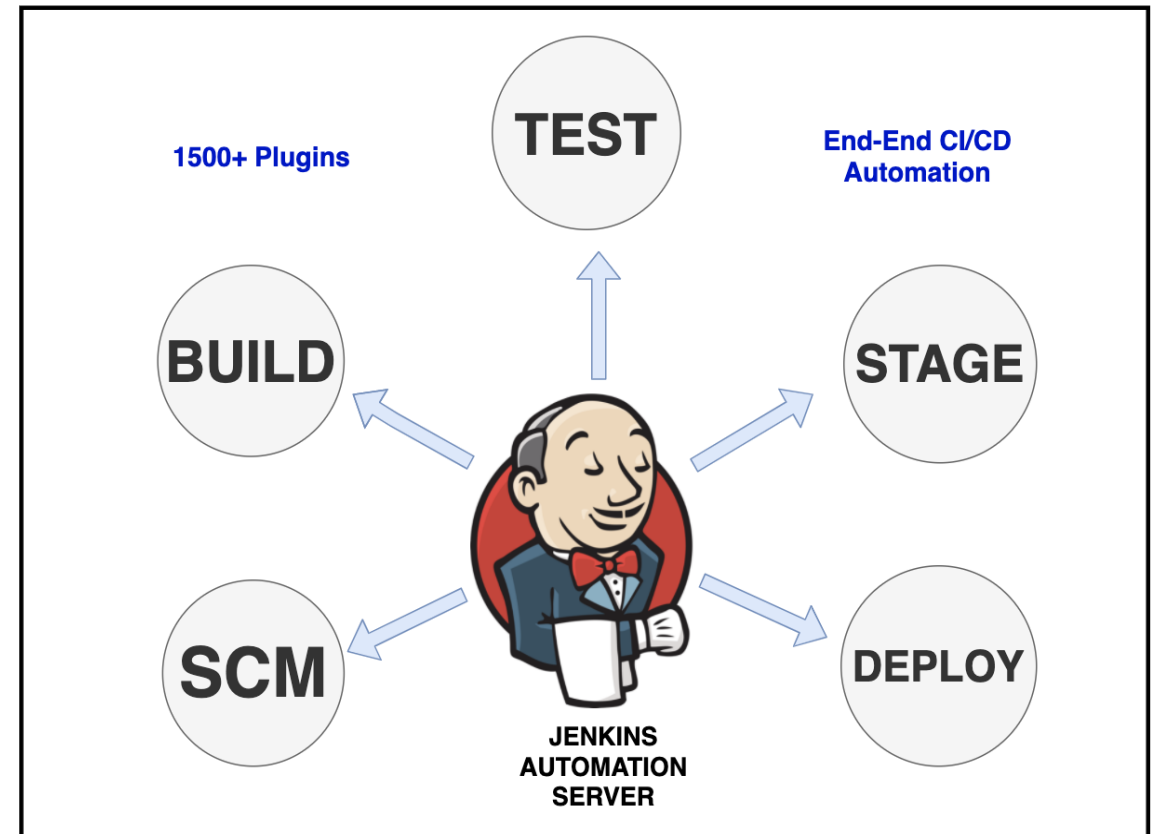 TEST
1500+ Plugins
End-End CI/CD
Automation
BUILD
STAGE
SCM
DEPLOY
JENKINS
AUTOMATION
SERVER